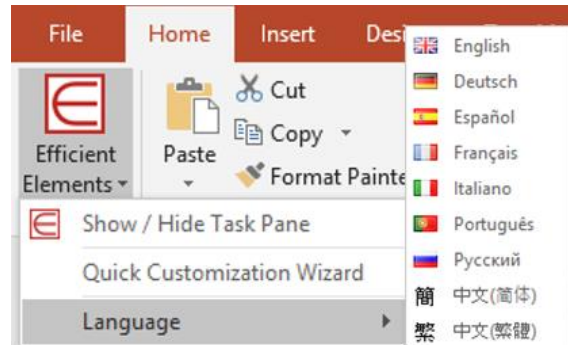 File Home Insert
Cut
Copy
Efficient
Elements
Paste
Format Painte
Show / Hide Task Pane
Quick Customization Wizard
Language
English
Deutsch
Español
Français
Italiano
Português
Русский
簡 中文(简体)
繁 中文(繁體)